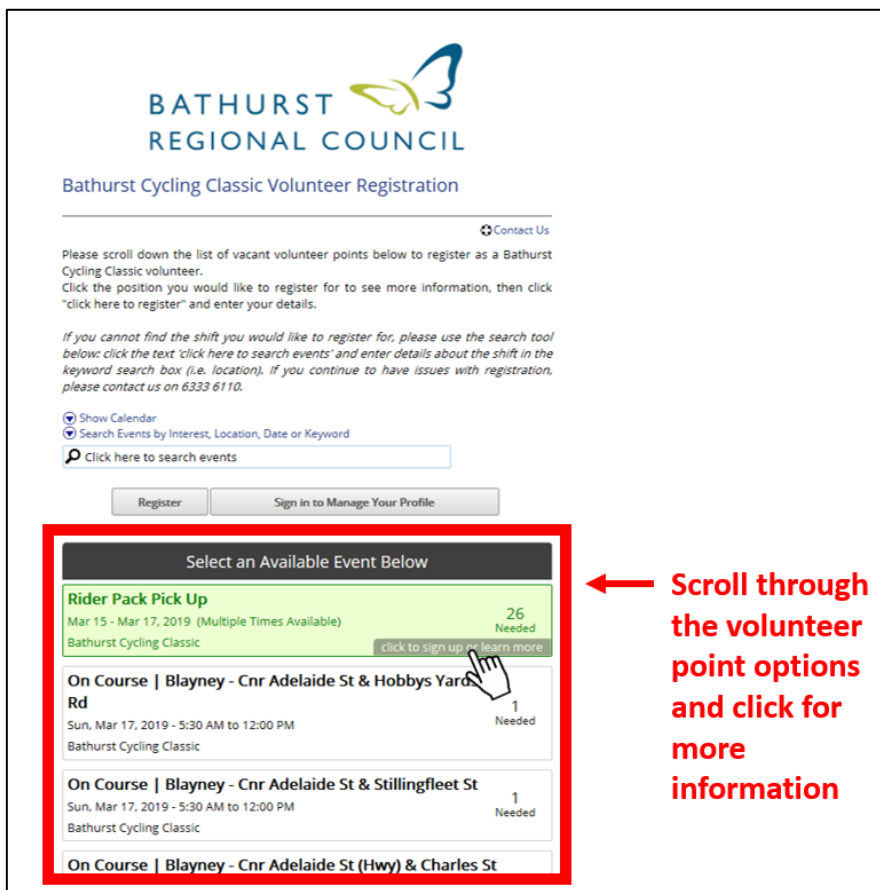 BATHURST
REGIONAL COUNCIL
Bathurst Cycling Classic Volunteer Registration
Contact Us
Please scroll down the list of vacant volunteer points below to register as a Bathurst
Cycling Classic volunteer.
Click the position you would like to register for to see more information, then click
"click here to register" and enter your details.
If you cannot find the shift you would like to register for, please use the search tool
below: click the text 'click here to search events' and enter details about the shift in the
keyword search box (i.e. location). If you continue to have issues with registration,
please contact us on 6333 6110.
Show Calendar
Search Events by Interest, Location, Date or Keyword
Click here to search events
Register
Sign in to Manage Your Profile
Select an Available Event Below
Rider Pack Pick Up
Mar 15 - Mar 17, 2019 (Multiple Times Available)
26
Needed
Bathurst Cycling Classic
click to sign up or learn more
On Course | Blayney - Cnr Adelaide St & Hobbys Yards
Rd
1
Needed
Sun, Mar 17, 2019 - 5:30 AM to 12:00 PM
Bathurst Cycling Classic
On Course | Blayney - Cnr Adelaide St & Stillingfleet St
Sun, Mar 17, 2019 - 5:30 AM to 12:00 PM
1
Needed
Bathurst Cycling Classic
On Course | Blayney - Cnr Adelaide St (Hwy) & Charles St
Scroll through
the volunteer
point options
and click for
more
information